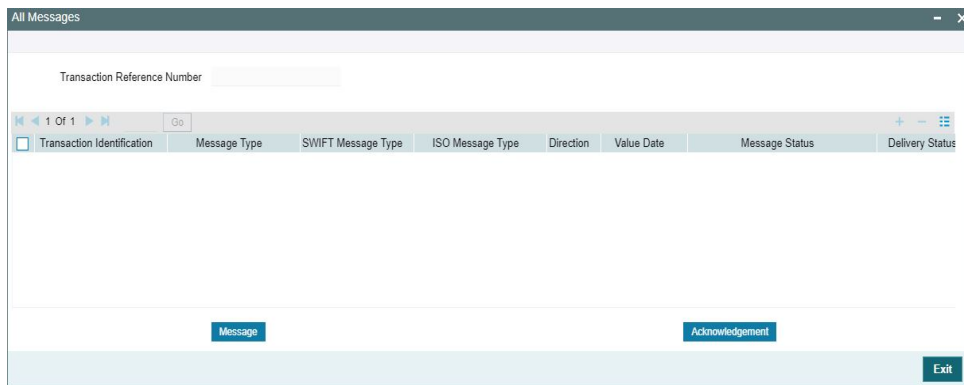 All Messages
Transaction Reference Number
1 Of 1 Go
Transaction Identification Message Type SWIFT Message Type ISO Message Type Direction Value Date Message Status Delivery Status
Message Acknowledgement
Exit